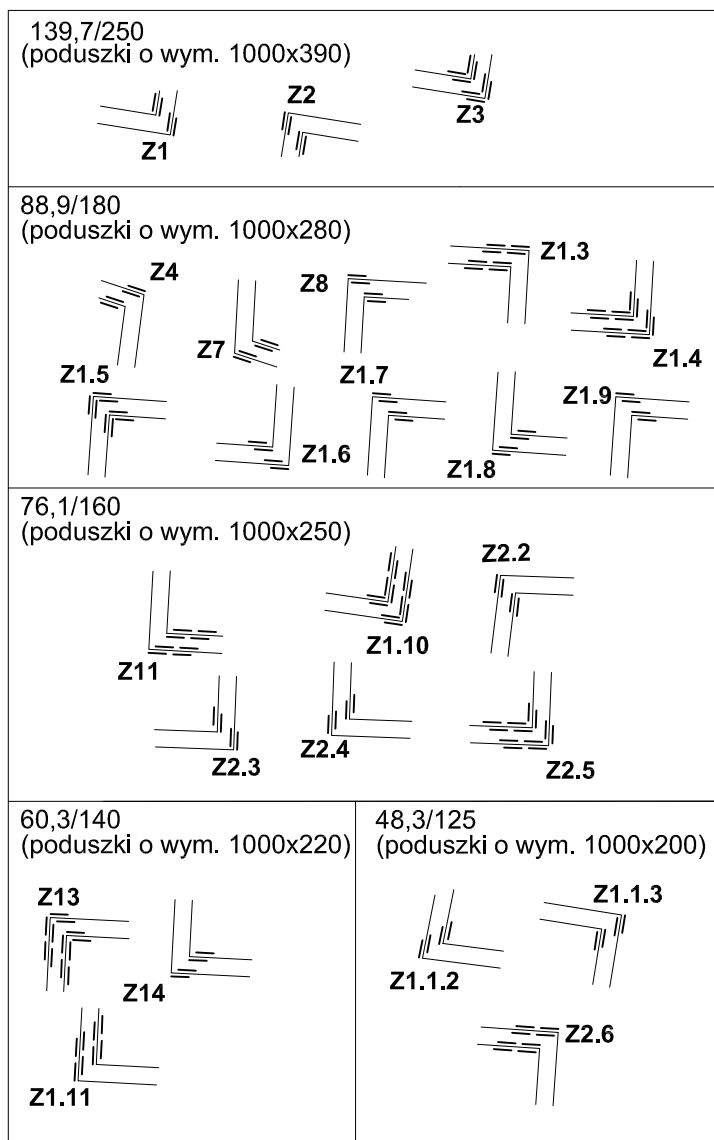 139,7/250
(poduszki o wym. 1000x390)
Z1
Z2
Z3
88,9/180
(poduszki o wym. 1000x280)
Z4
Z7
Z8
Z1.3
Z1.4
Z1.5
Z1.6
Z1.7
Z1.8
Z1.9
76,1/160
(poduszki o wym. 1000x250)
Z11
Z1.10
Z2.2
Z2.3
Z2.4
Z2.5
60,3/140
(poduszki o wym. 1000x220)
Z13
Z14
Z1.11
48,3/125
(poduszki o wym. 1000x200)
Z1.1.2
Z1.1.3
Z2.6